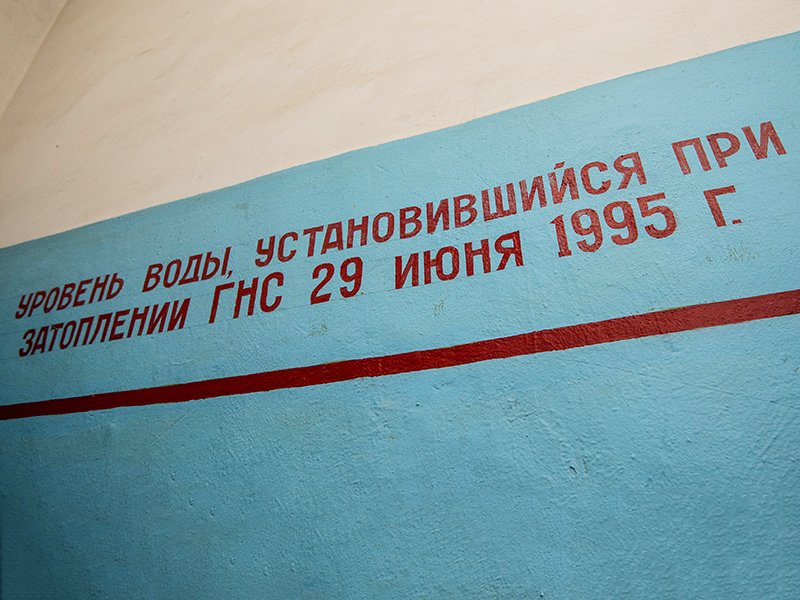 УРОВЕНЬ ВОДЫ, УСТАНОВИВШИЙСЯ ПРИ
ЗАТОПЛЕНИИ ГНС 29 ИЮНЯ 1995 Г.